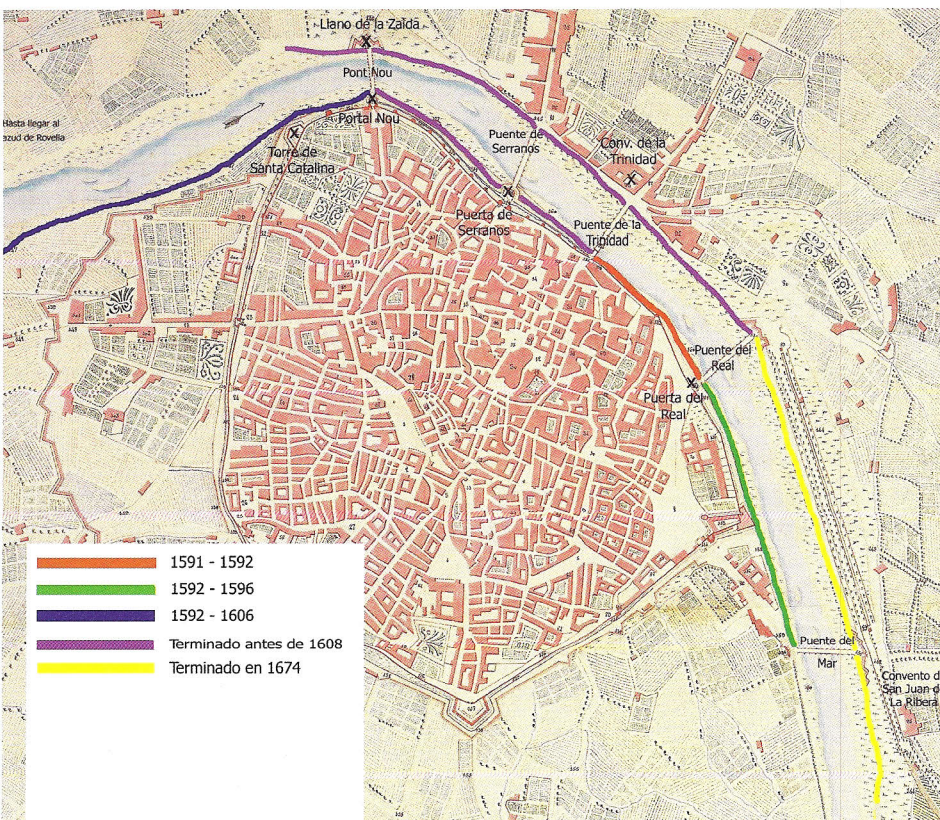 Llano de la Zaida
Pont Nou
Hasta llegar al
azud de Rovella
Portal Nou
Torre de
Santa Catalina
Puente de
Serranos
Conv. de la
Trinidad
Puerta de
Serranos
Puente de la
Trinidad
Puente del
Real
Puerta del
Real
1591 - 1592
1592 - 1596
1592 - 1606
Terminado antes de 1608
Terminado en 1674
Puente del
Mar
Convento d
San Juan d
La Ribera